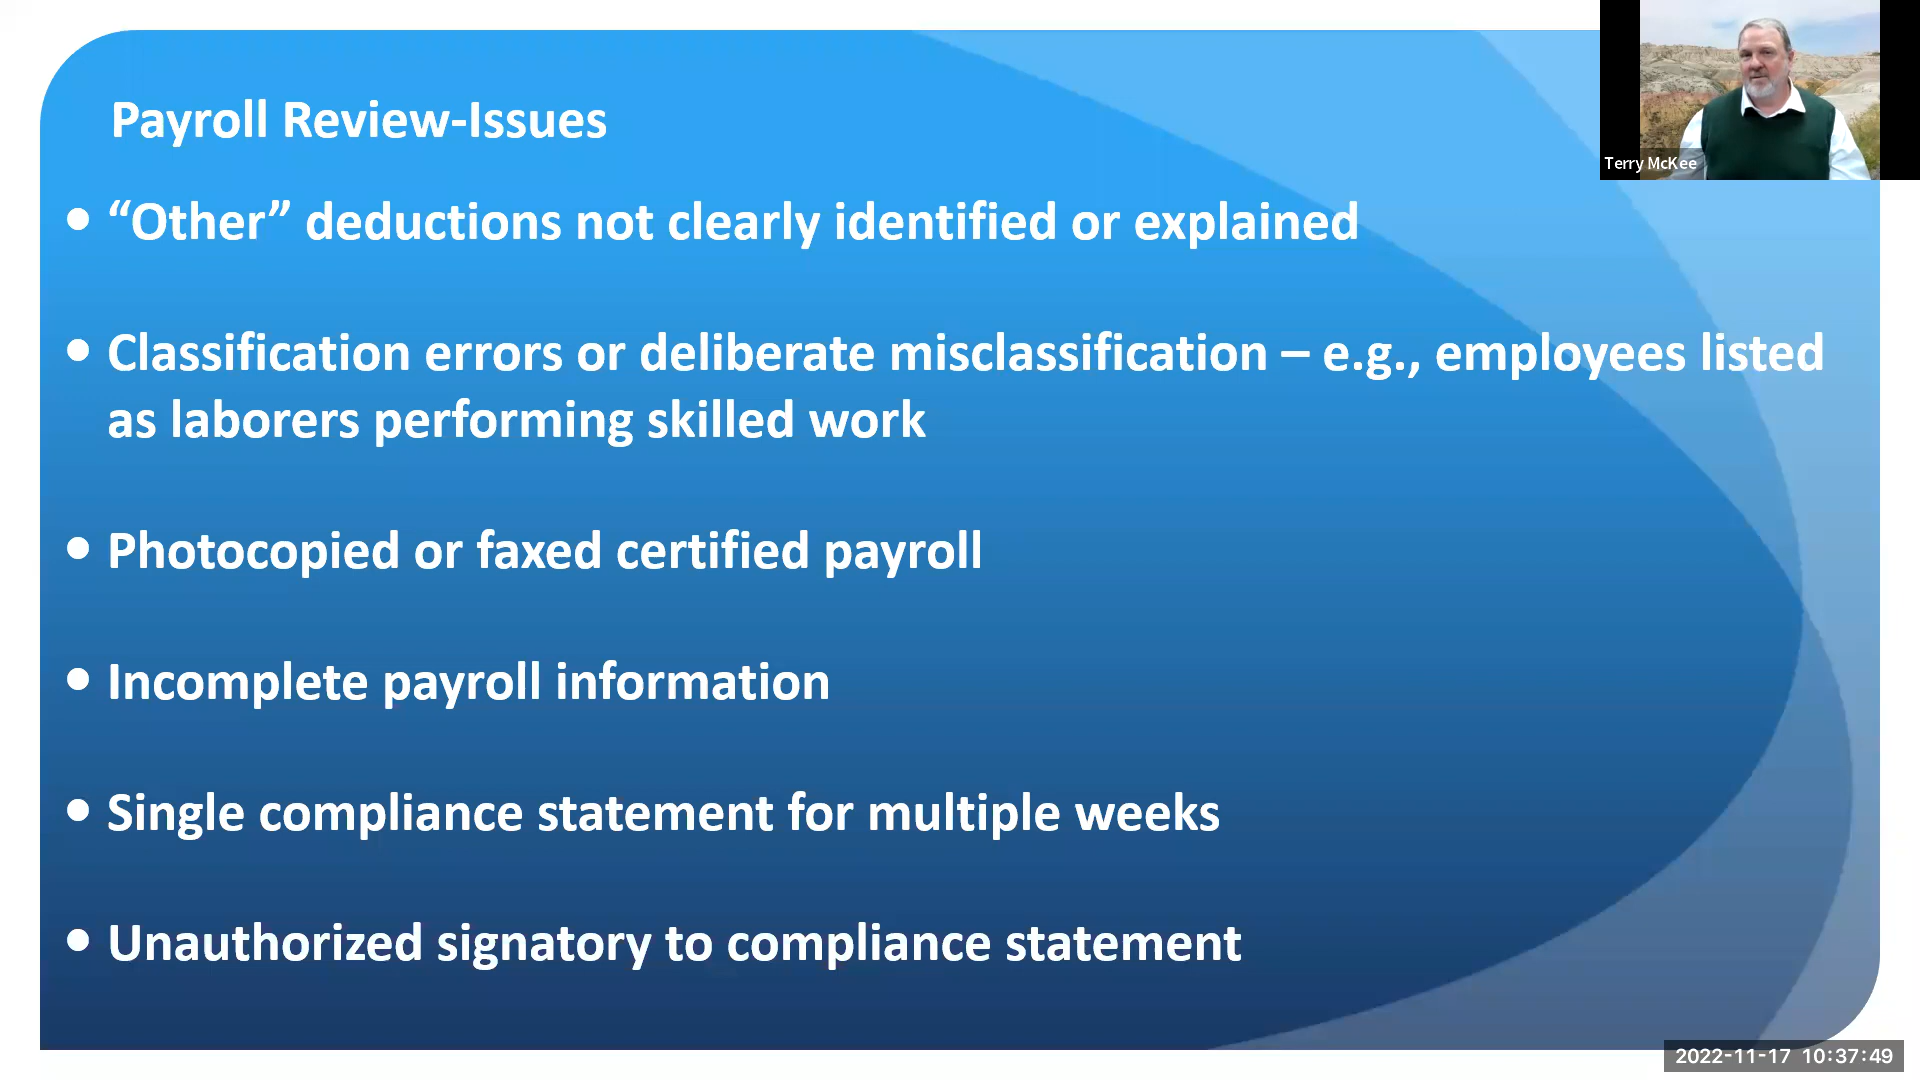 Payroll Review-Issues
Terry McKee
• “Other” deductions not clearly identified or explained
• Classification errors or deliberate misclassification – e.g., employees listed
as laborers performing skilled work
• Photocopied or faxed certified payroll
• Incomplete payroll information
• Single compliance statement for multiple weeks
• Unauthorized signatory to compliance statement
2022-11-17 10:37:49